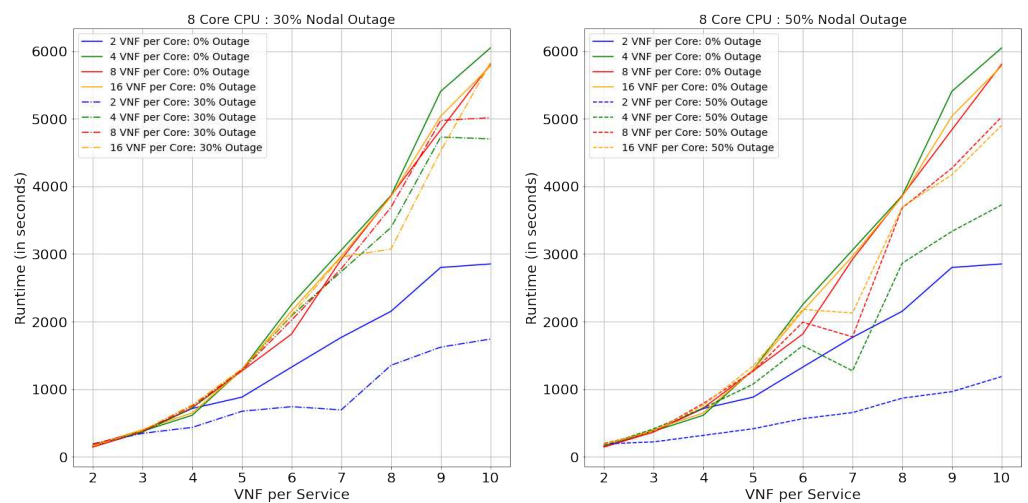 8 Core CPU : 30% Nodal Outage
2 VNF per Core: 0% Outage
4 VNF per Core: 0% Outage
8 VNF per Core: 0% Outage
16 VNF per Core: 0% Outage
2 VNF per Core: 30% Outage
4 VNF per Core: 30% Outage
8 VNF per Core: 30% Outage
16 VNF per Core: 30% Outage
Runtime (in seconds)
6000
5000
4000
3000
2000
1000
0
2 3 4 5 6 7 8 9 10
VNF per Service
8 Core CPU : 50% Nodal Outage
2 VNF per Core: 0% Outage
4 VNF per Core: 0% Outage
8 VNF per Core: 0% Outage
16 VNF per Core: 0% Outage
2 VNF per Core: 50% Outage
4 VNF per Core: 50% Outage
8 VNF per Core: 50% Outage
16 VNF per Core: 50% Outage
Runtime (in seconds)
6000
5000
4000
3000
2000
1000
0
2 3 4 5 6 7 8 9 10
VNF per Service